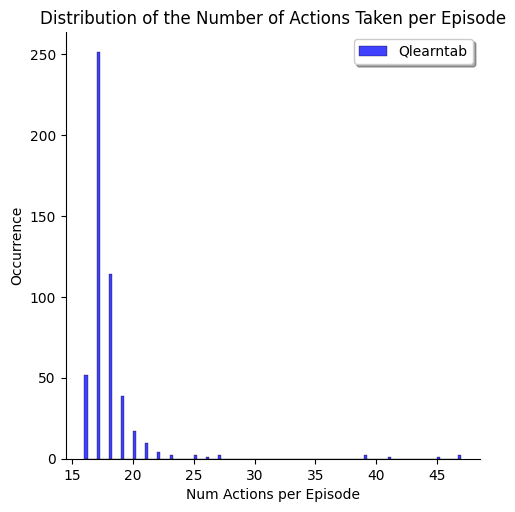 Distribution of the Number of Actions Taken per Episode
Qlearntab
Occurrence
250
200
150
100
50
0
15 20 25 30 35 40 45
Num Actions per Episode